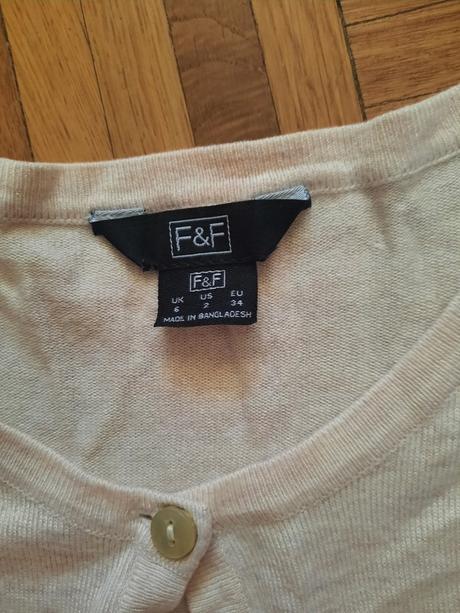 F&F
F&F
UK US EU
6 2 34
MADE IN BANGLADESH